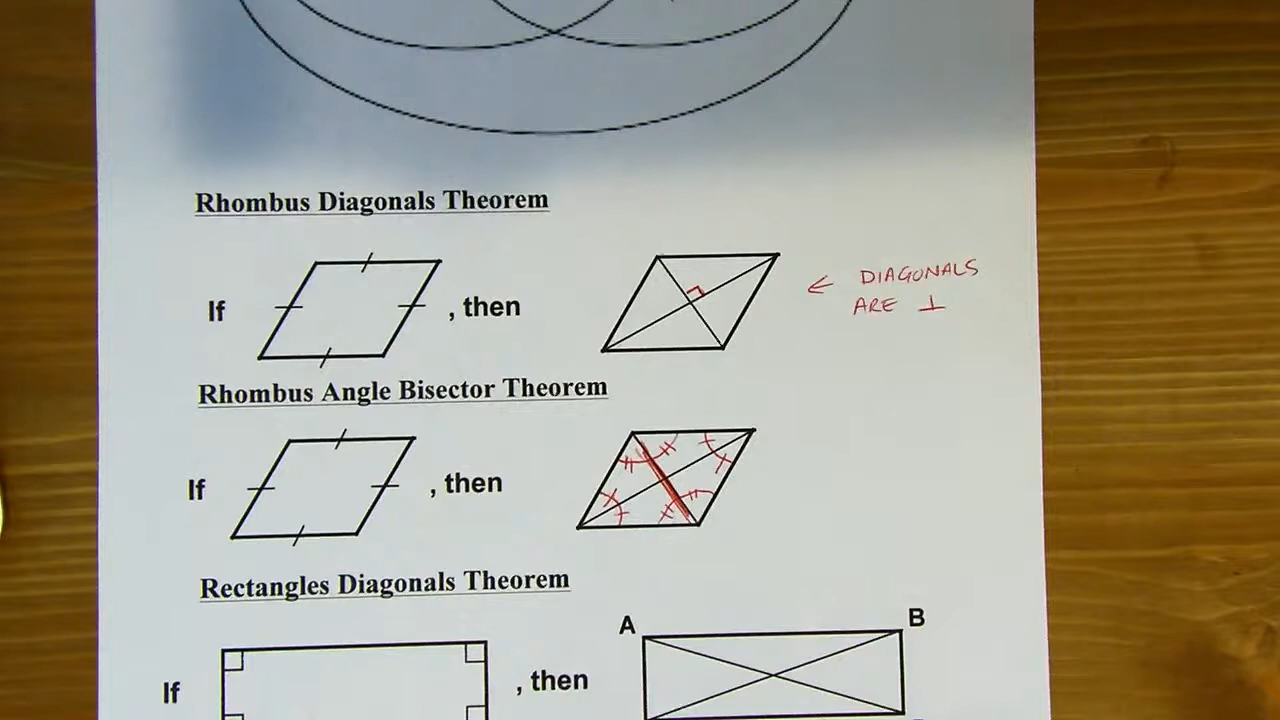 Rhombus Diagonals Theorem
If
, then
← DIAGONALS
ARE ⊥
Rhombus Angle Bisector Theorem
If
, then
Rectangles Diagonals Theorem
A
B
If
, then